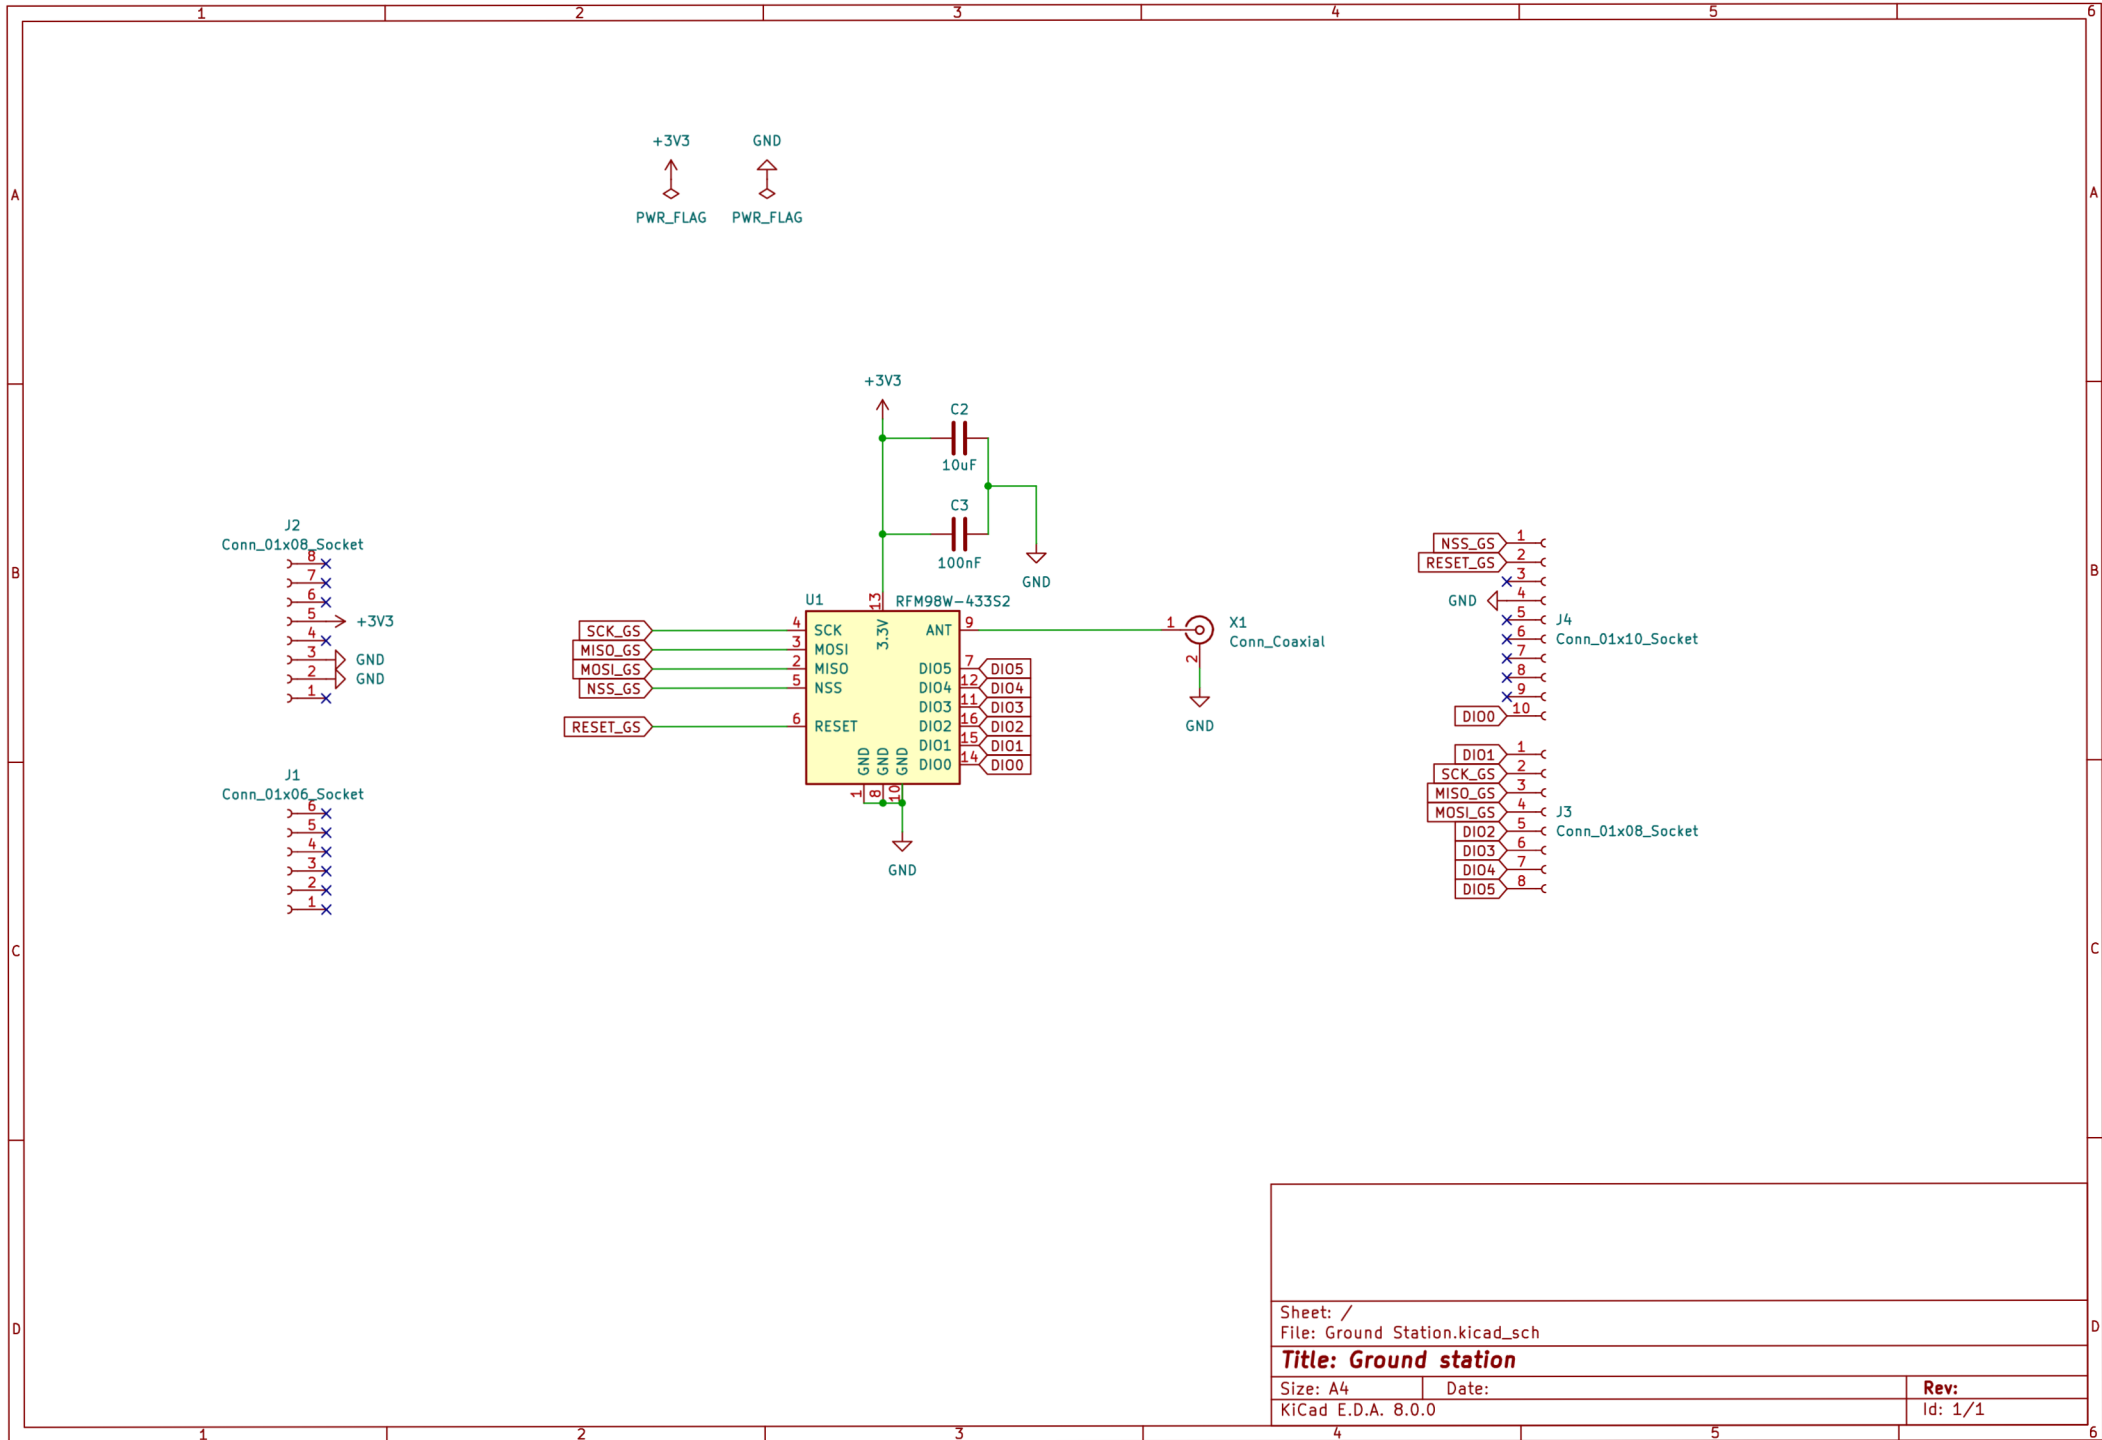 1 2 3 4 5 6
A
A
+3V3 GND
PWR_FLAG PWR_FLAG
+3V3
C2
10uF
C3
100nF
GND
B
B
J2
Conn_01x08_Socket
8
7
6
5 +3V3
4
3 GND
2 GND
1
J1
Conn_01x06_Socket
6
5
4
3
2
1
U1 13 RFM98W-433S2
3.3V
SCK_GS 4 SCK
MISO_GS 3 MOSI
MOSI_GS 2 MISO
NSS_GS 5 NSS
RESET_GS 6 RESET
ANT 9
DIO5 7 DIO5
DIO4 12 DIO4
DIO3 11 DIO3
DIO2 16 DIO2
DIO1 15 DIO1
DIO0 14 DIO0
GND GND GND
1 8 10
GND
1 X1
Conn_Coaxial
2
GND
NSS_GS 1
RESET_GS 2
3
GND 4
5 J4
6 Conn_01x10_Socket
7
8
9
DIO0 10
DIO1 1
SCK_GS 2
MISO_GS 3
MOSI_GS 4 J3
DIO2 5 Conn_01x08_Socket
DIO3 6
DIO4 7
DIO5 8
C
C
D
D
Sheet: /
File: Ground Station.kicad_sch
Title: Ground station
Size: A4 Date: Rev:
KiCad E.D.A. 8.0.0 Id: 1/1
1 2 3 4 5 6